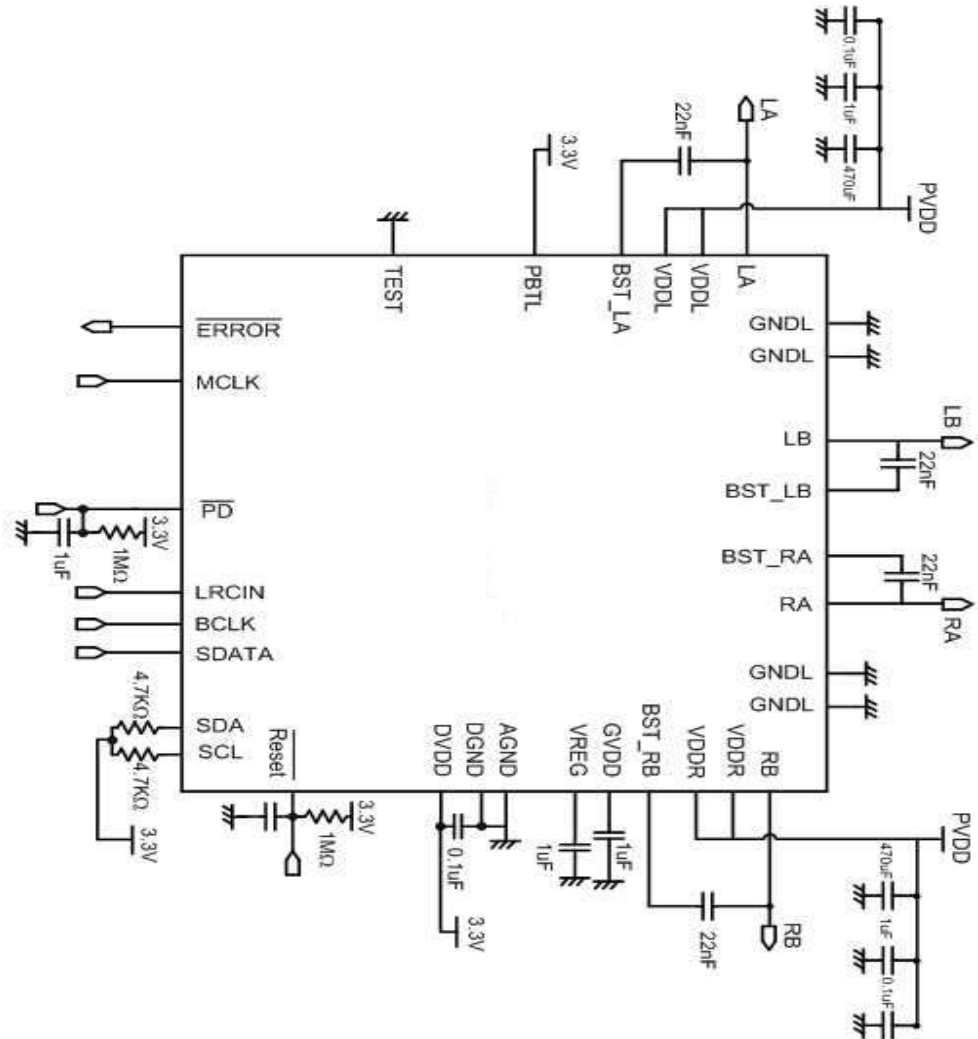 0.1uF
1uF
470uF
PVDD
LA
22nF
3.3V
TEST
PBTL
BST_LA
VDDL
VDDL
LA
ERROR
MCLK
PD
3.3V
1MΩ
1uF
LRCIN
BCLK
SDATA
SDA
SCL
4.7KΩ
4.7KΩ
3.3V
GNDL
GNDL
LB
BST_LB
LB
22nF
BST_RA
RA
22nF
RA
GNDL
GNDL
Reset
DVDD
DGND
AGND
VREG
GVDD
BST_RB
VDDR
VDDR
RB
3.3V
1MΩ
0.1uF
3.3V
1uF
1uF
22nF
RB
PVDD
470uF
1uF
0.1uF